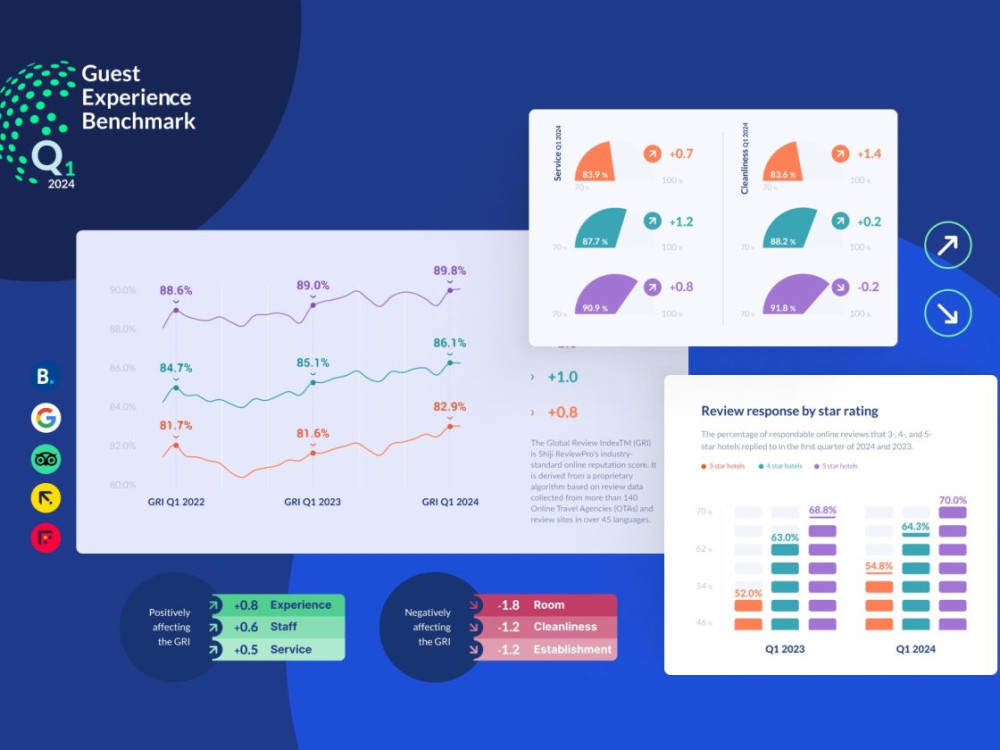 Guest
Experience
Benchmark
Q1
2024
Service Q1 2024
83.9 %
+0.7
70 %
100 %
87.7 %
+1.2
70 %
100 %
90.9 %
+0.8
70 %
100 %
Cleanliness Q1 2024
83.6 %
+1.4
70 %
100 %
88.2 %
+0.2
70 %
100 %
91.8 %
-0.2
70 %
100 %
90.0%
88.0%
86.0%
84.0%
82.0%
80.0%
88.6%
89.0%
89.8%
84.7%
85.1%
86.1%
81.7%
81.6%
82.9%
GRI Q1 2022
GRI Q1 2023
GRI Q1 2024
+1.0
+0.8
The Global Review IndexTM (GRI)
is Shiji ReviewPro's industry-
standard online reputation score. It
is derived from a proprietary
algorithm based on review data
collected from more than 140
Online Travel Agencies (OTAs) and
review sites in over 45 languages.
B.
G
Review response by star rating
The percentage of respondable online reviews that 3-, 4-, and 5-
star hotels replied to in the first quarter of 2024 and 2023.
3 star hotels
4 star hotels
5 star hotels
70 %
62 %
54 %
46 %
52.0%
63.0%
68.8%
54.8%
64.3%
70.0%
Q1 2023
Q1 2024
Positively
affecting
the GRI
+0.8 Experience
+0.6 Staff
+0.5 Service
Negatively
affecting
the GRI
-1.8 Room
-1.2 Cleanliness
-1.2 Establishment